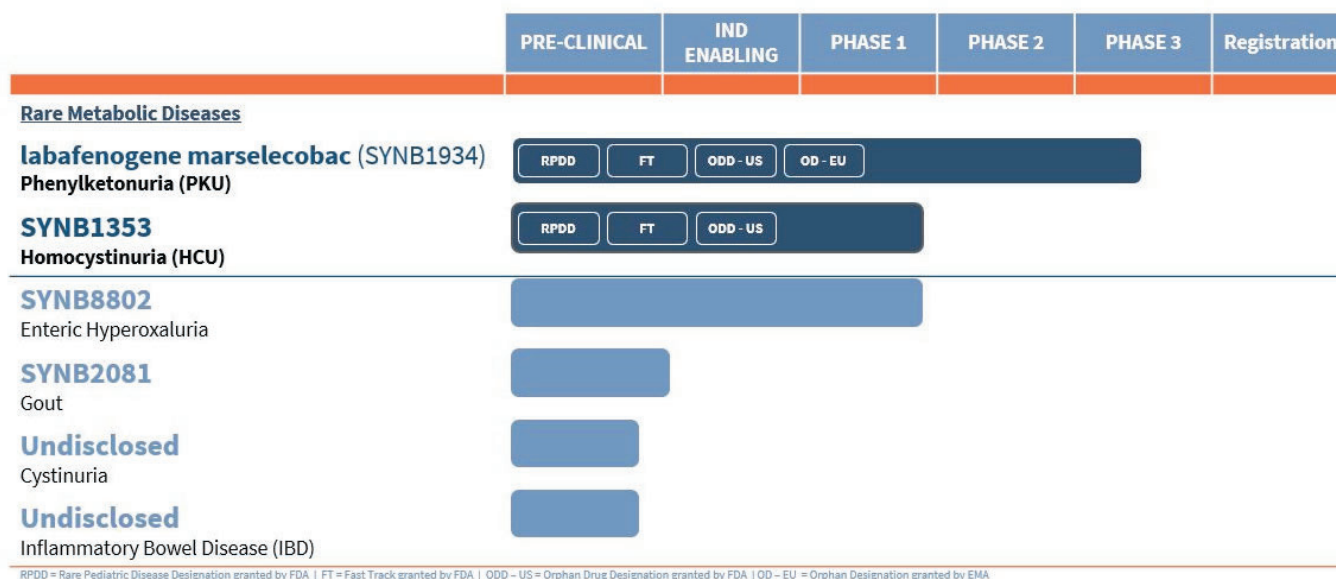 PRE-CLINICAL
IND
ENABLING
PHASE 1
PHASE 2
PHASE 3
Registration
Rare Metabolic Diseases
labafenogene marselecobac (SYNB1934)
Phenylketonuria (PKU)
RPDD
FT
ODD - US
OD - EU
SYNB1353
Homocystinuria (HCU)
RPDD
FT
ODD - US
SYNB8802
Enteric Hyperoxaluria
SYNB2081
Gout
Undisclosed
Cystinuria
Undisclosed
Inflammatory Bowel Disease (IBD)
RPDD = Rare Pediatric Disease Designation granted by FDA | FT = Fast Track granted by FDA | ODD – US = Orphan Drug Designation granted by FDA | OD – EU = Orphan Designation granted by EMA